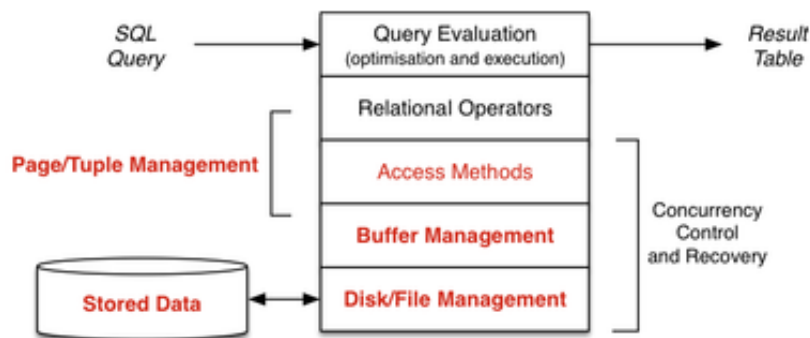 SQL
Query
Query Evaluation
(optimisation and execution)
Result
Table
Relational Operators
Page/Tuple Management
Access Methods
Buffer Management
Concurrency
Control
and Recovery
Stored Data
Disk/File Management